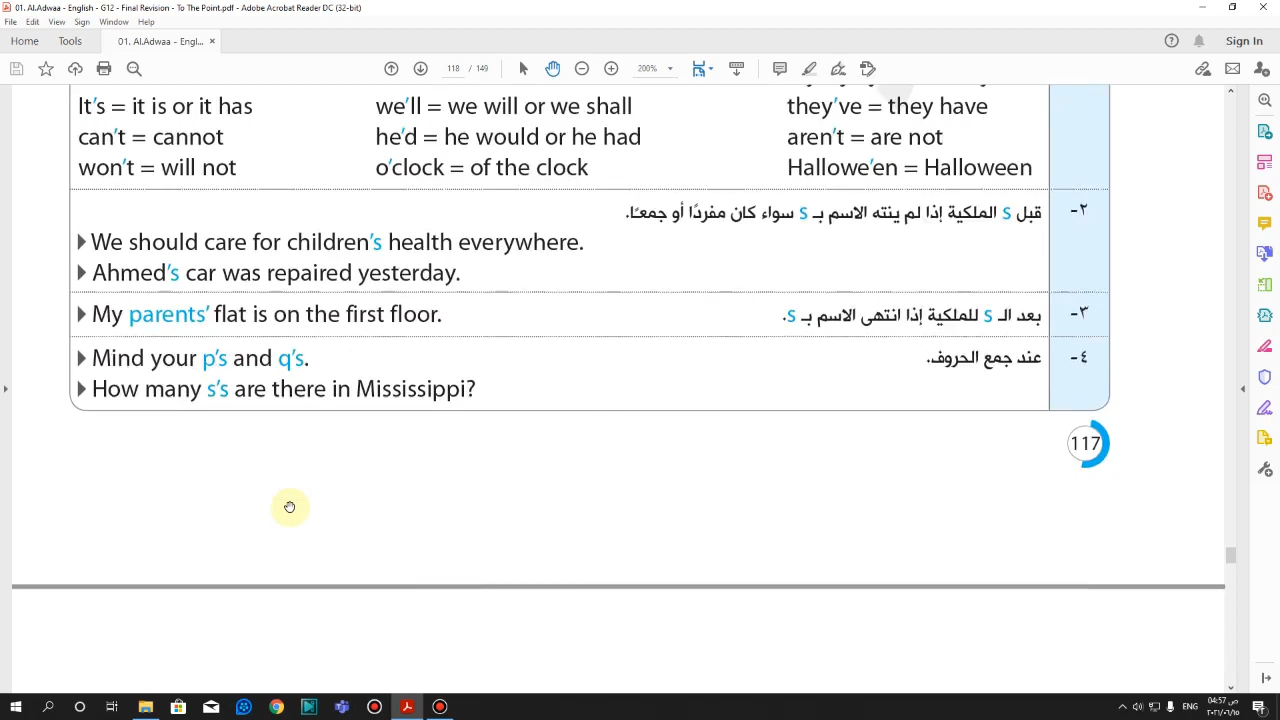 01. Al.Adwaa - English - G12 - Final Revision - To The Point.pdf - Adobe Acrobat Reader DC (32-bit)
File Edit View Sign Window Help
Home Tools 01. Al.Adwaa - Engl... × Sign In
118 / 149 200%
It's = it is or it has we'll = we will or we shall they've = they have
can't = cannot he'd = he would or he had aren't = are not
won't = will not o'clock = of the clock Hallowe'en = Halloween
٢- قبل s الملكية إذا لم ينته الاسم بـ s سواء كان مفردًا أو جمعـًا.
We should care for children's health everywhere.
Ahmed's car was repaired yesterday.
٣- بعد الـ s للملكية إذا انتهى الاسم بـ s.
My parents' flat is on the first floor.
٤- عند جمع الحروف.
Mind your p's and q's.
How many s's are there in Mississippi?
117
ENG 04:57 ص
٢٠٢١/٠٦/١٥